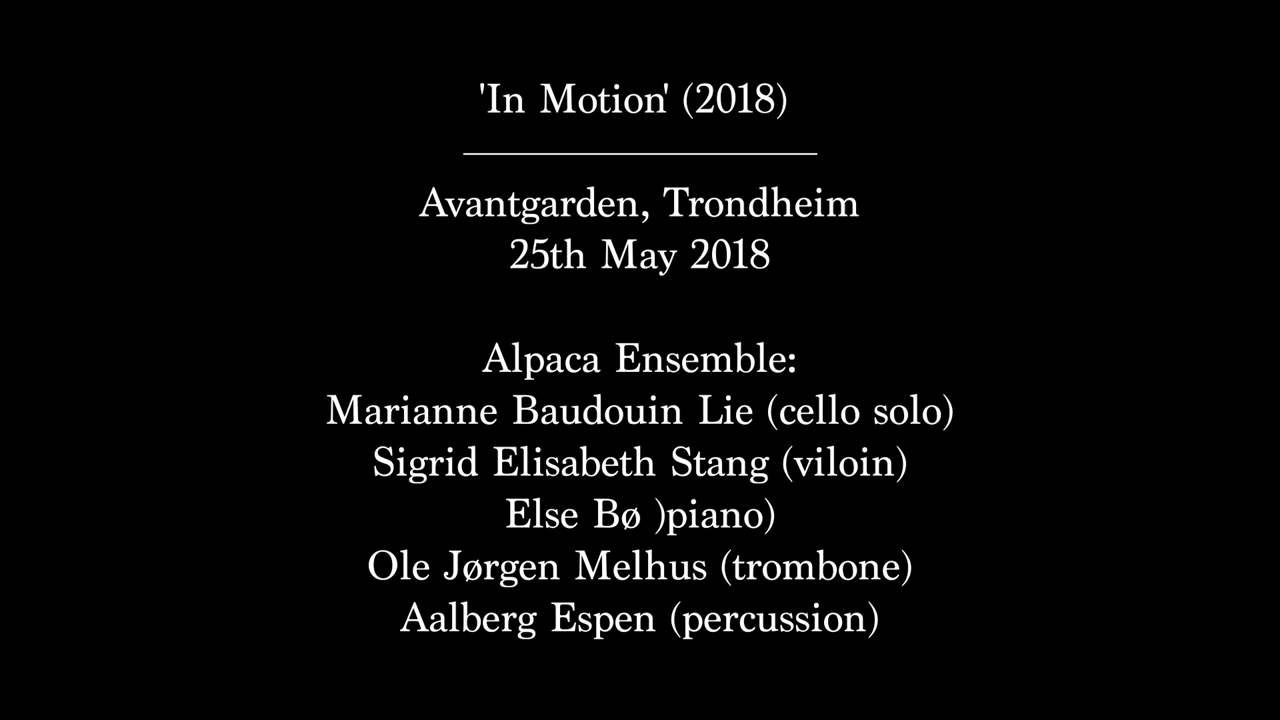 'In Motion' (2018)
Avantgarden, Trondheim
25th May 2018
Alpaca Ensemble:
Marianne Baudouin Lie (cello solo)
Sigrid Elisabeth Stang (viloin)
Else Bø )piano)
Ole Jørgen Melhus (trombone)
Aalberg Espen (percussion)